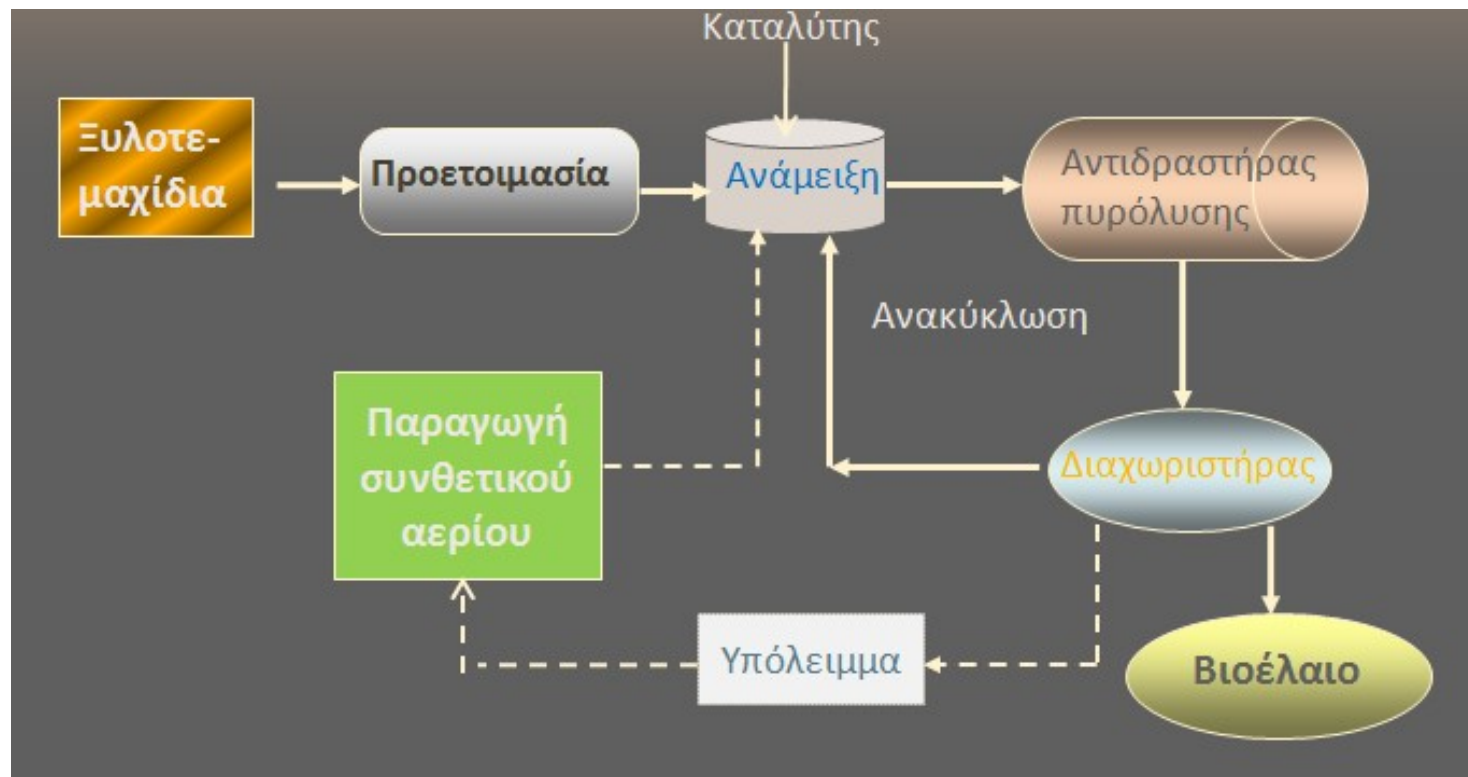 Καταλύτης
Ξυλοτε-
μαχίδια
Προετοιμασία
Ανάμειξη
Αντιδραστήρας
πυρόλυσης
Ανακύκλωση
Παραγωγή
συνθετικού
αερίου
Διαχωριστήρας
Υπόλειμμα
Βιοέλαιο